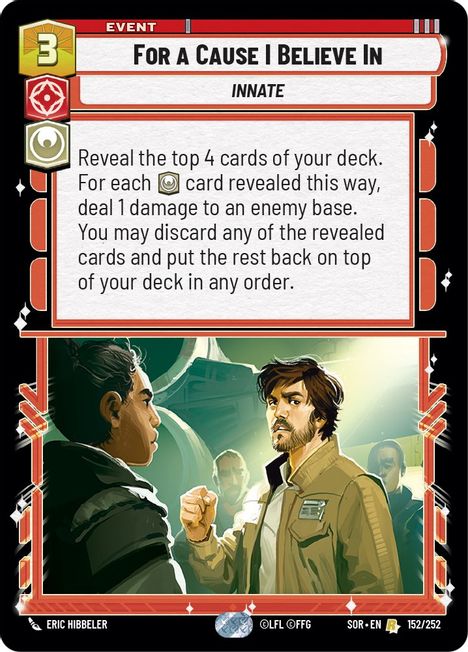 EVENT
3
FOR A CAUSE I BELIEVE IN
INNATE
Reveal the top 4 cards of your deck.
For each card revealed this way,
deal 1 damage to an enemy base.
You may discard any of the revealed
cards and put the rest back on top
of your deck in any order.
ERIC HIBBELER ©LFL ©FFG SOR•EN R 152/252